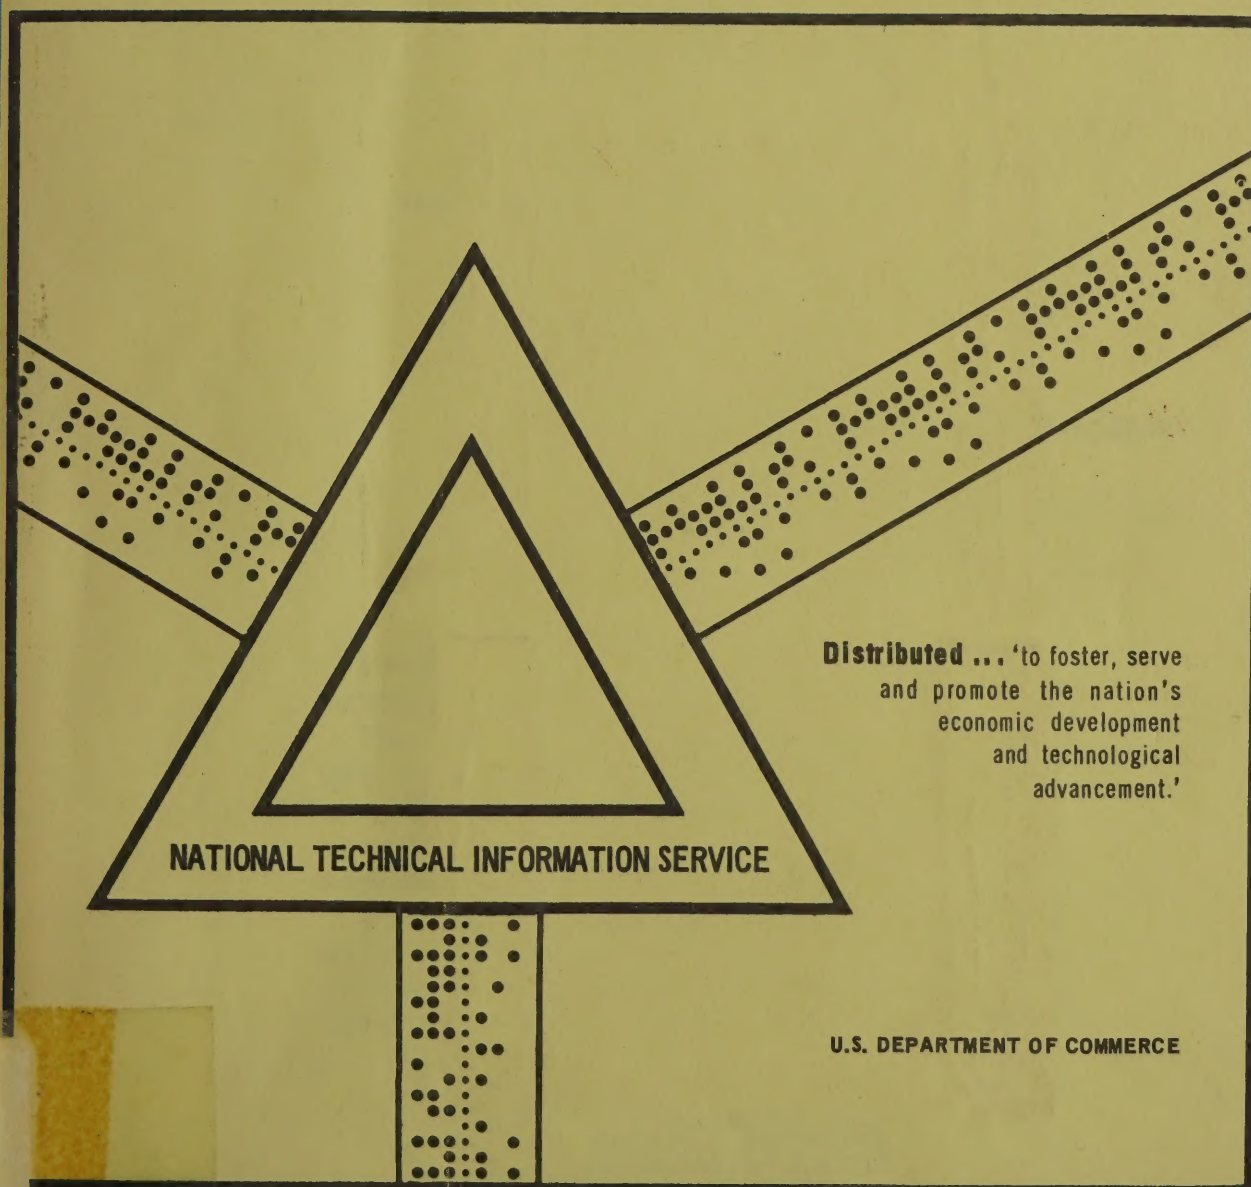 Distributed ... 'to foster, serve
and promote the nation's
economic development
and technological
advancement.'
NATIONAL TECHNICAL INFORMATION SERVICE
U.S. DEPARTMENT OF COMMERCE